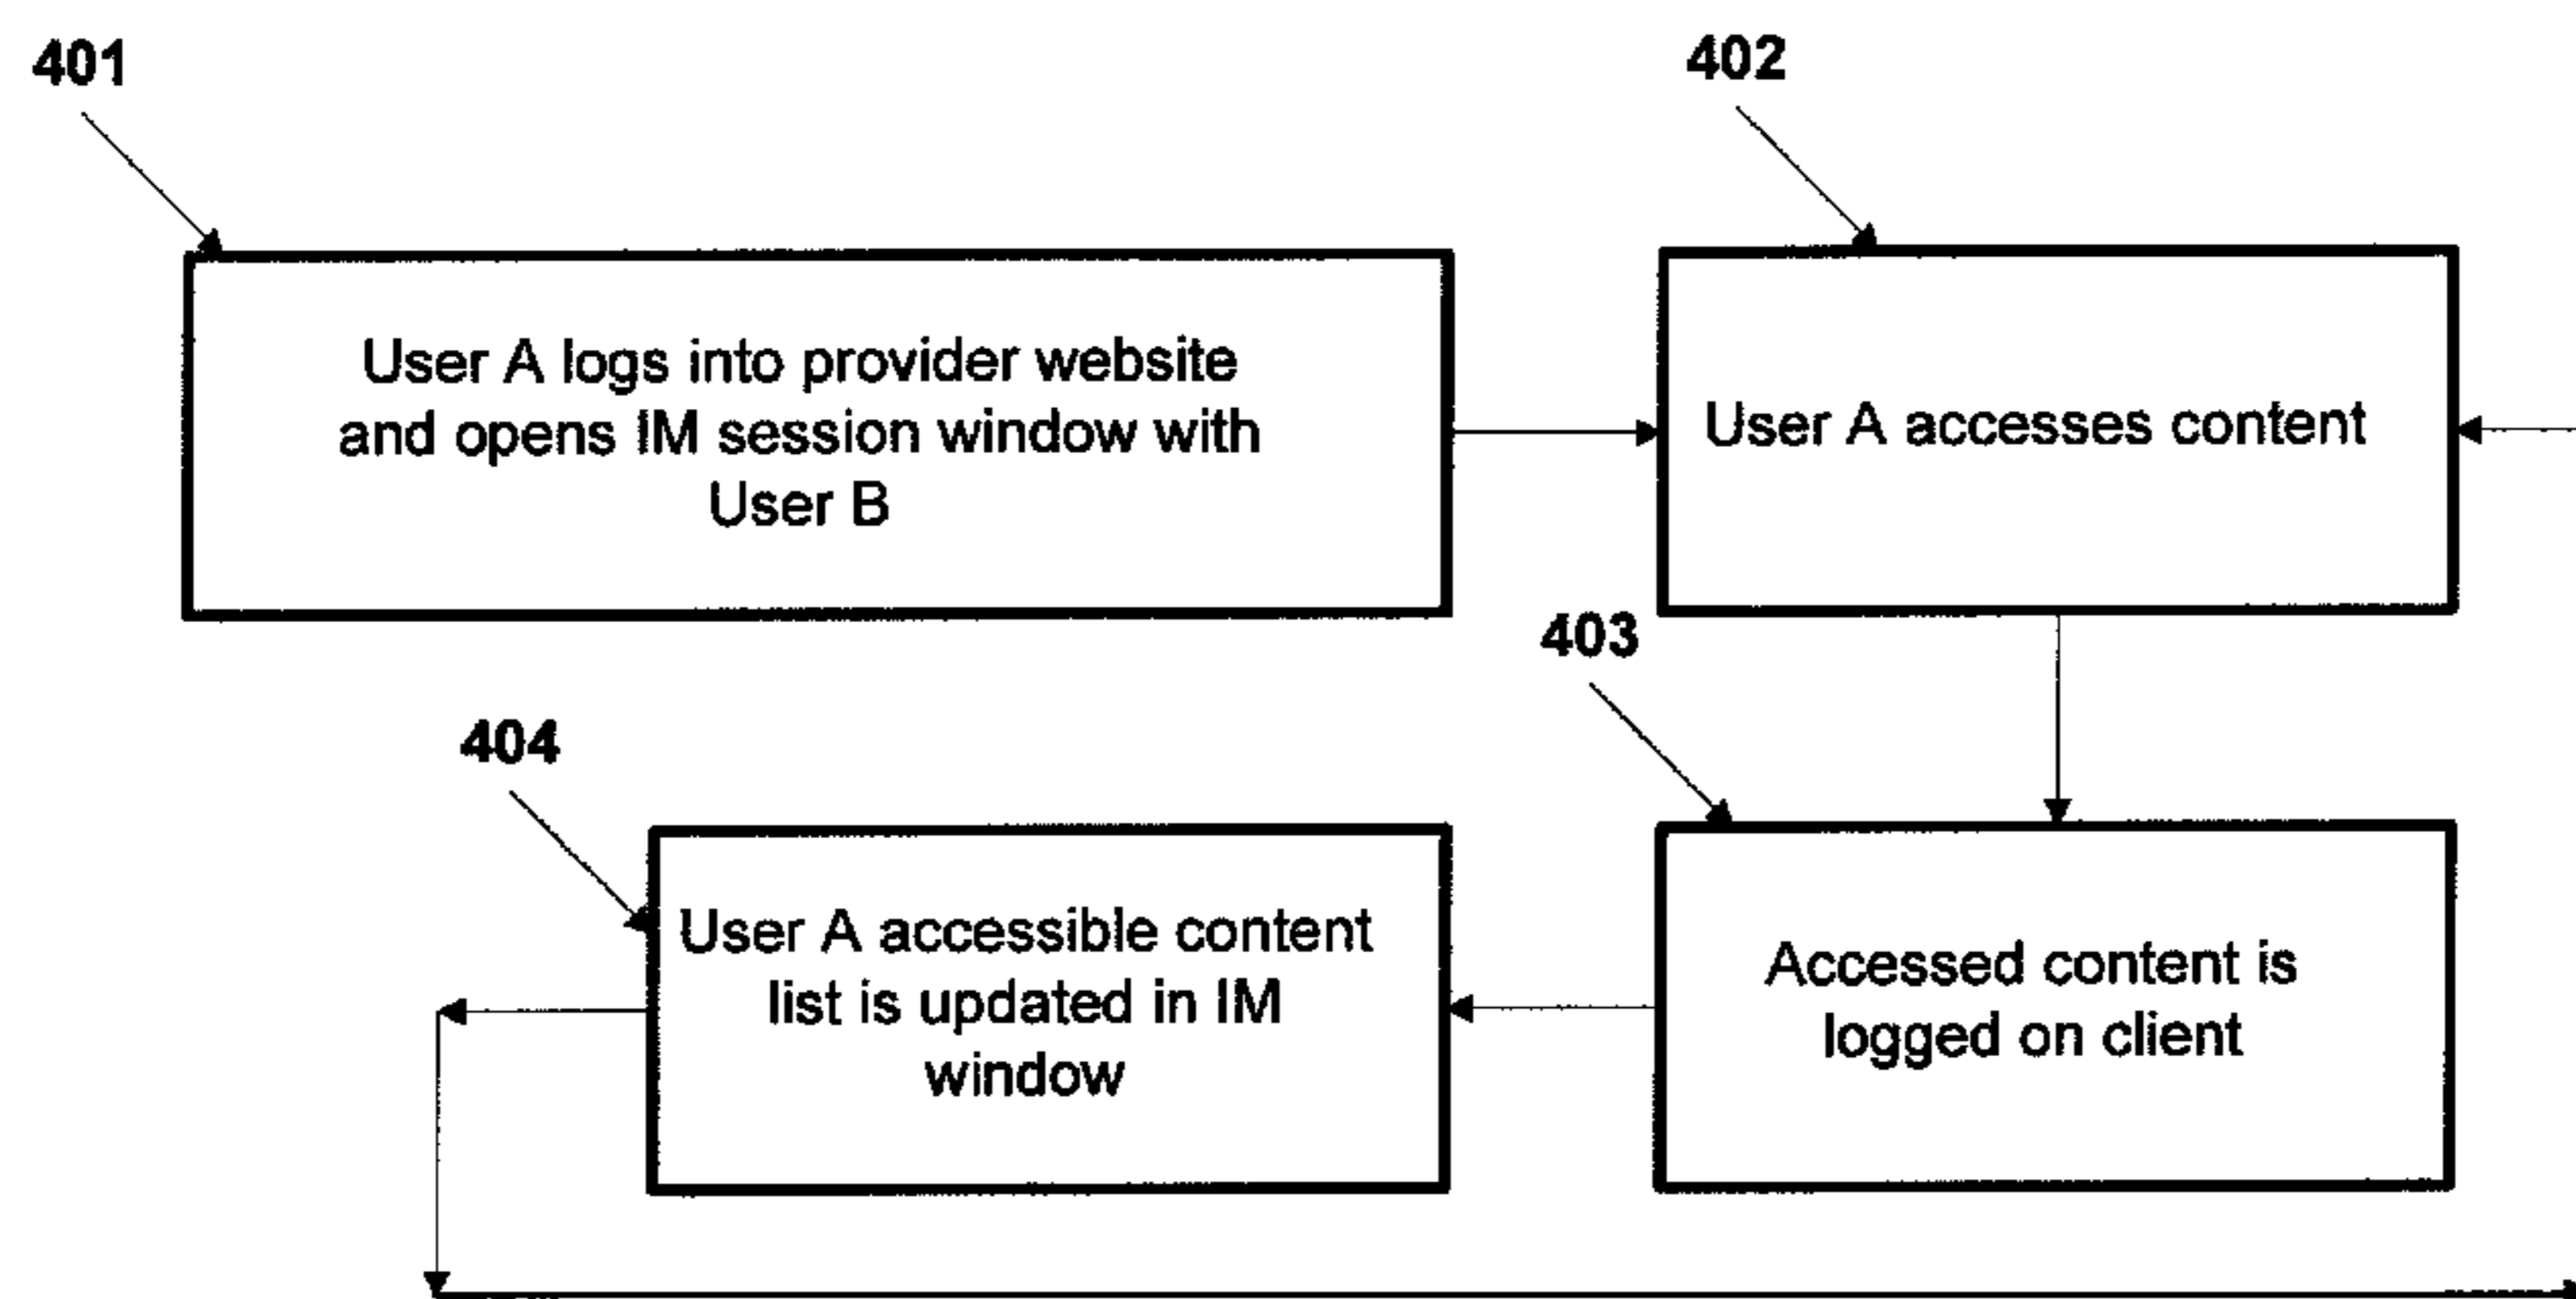 401
402
User A logs into provider website
and opens IM session window with
User B
User A accesses content
403
404
User A accessible content
list is updated in IM
window
Accessed content is
logged on client